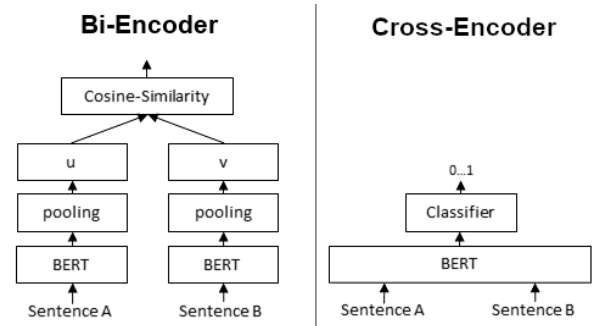 Bi-Encoder
Cosine-Similarity
u v
pooling pooling
BERT BERT
Sentence A Sentence B
Cross-Encoder
0...1
Classifier
BERT
Sentence A Sentence B